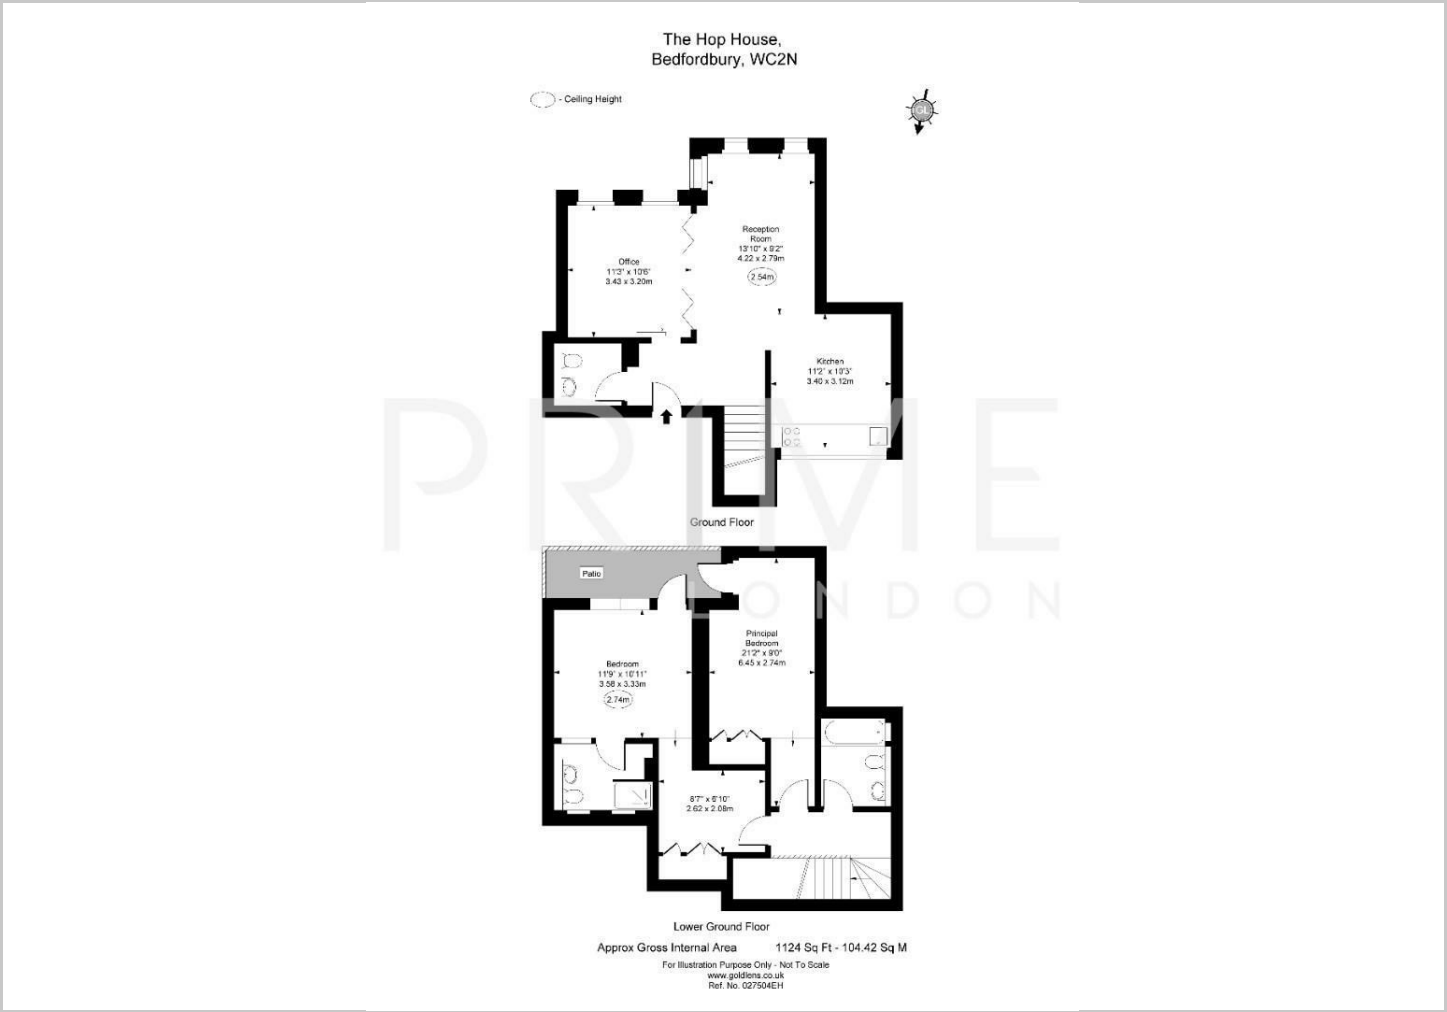 The Hop House,
Bedfordbury, WC2N
- Ceiling Height
GL
Reception
Room
13'10" x 9'2"
4.22 x 2.79m
2.54m
Office
11'3" x 10'6"
3.43 x 3.20m
Kitchen
11'2" x 10'3"
3.40 x 3.12m
PRIME
LONDON
Ground Floor
Patio
Principal
Bedroom
21'2" x 9'0"
6.45 x 2.74m
Bedroom
11'9" x 10'11"
3.58 x 3.33m
2.74m
8'7" x 6'10"
2.62 x 2.08m
Lower Ground Floor
Approx Gross Internal Area 1124 Sq Ft - 104.42 Sq M
For Illustration Purpose Only - Not To Scale
www.goldlens.co.uk
Ref. No. 027504EH